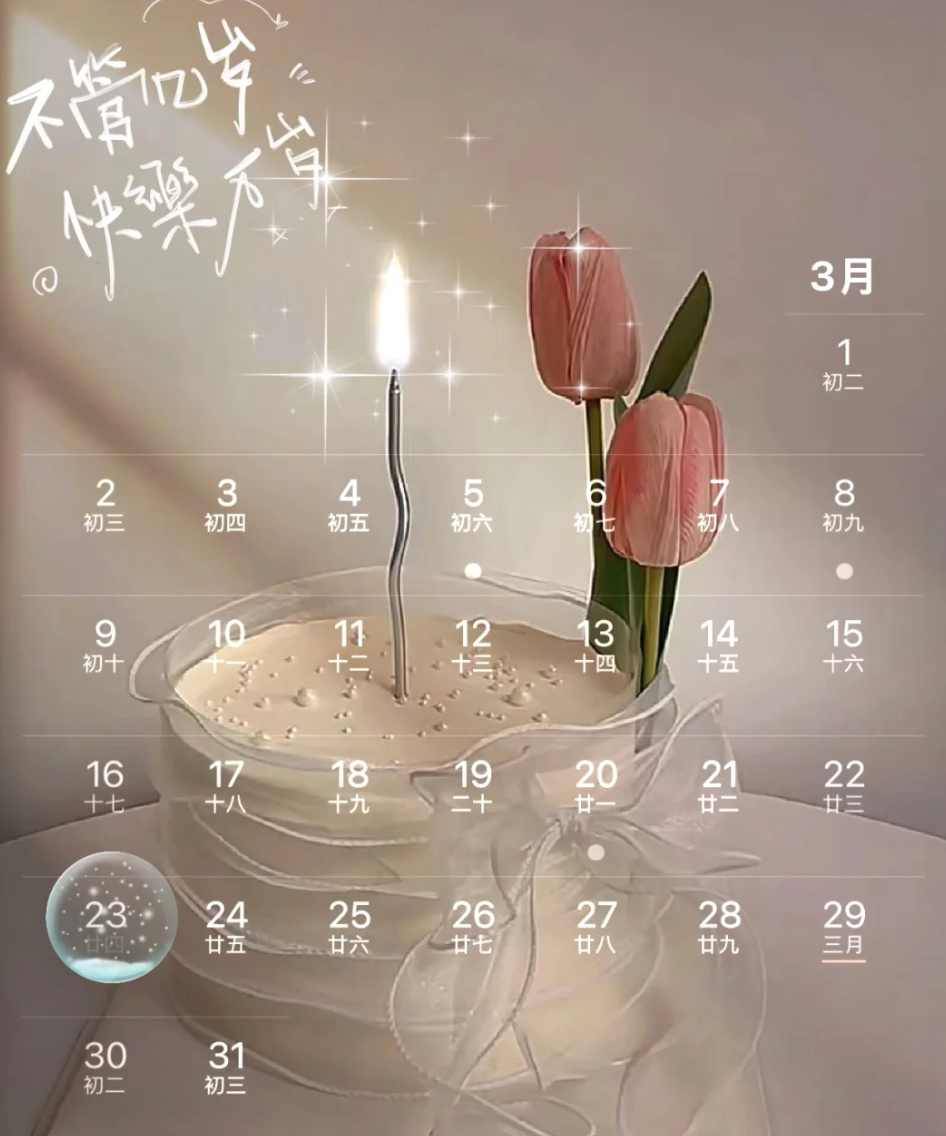 不管几岁
快樂万岁
3月
1
初二
2 3 4 5 6 7 8
初三 初四 初五 初六 初七 初八 初九
9 10 11 12 13 14 15
初十 十一 十二 十三 十四 十五 十六
16 17 18 19 20 21 22
十七 十八 十九 二十 廿一 廿二 廿三
23 24 25 26 27 28 29
廿四 廿五 廿六 廿七 廿八 廿九 三月
30 31
初二 初三